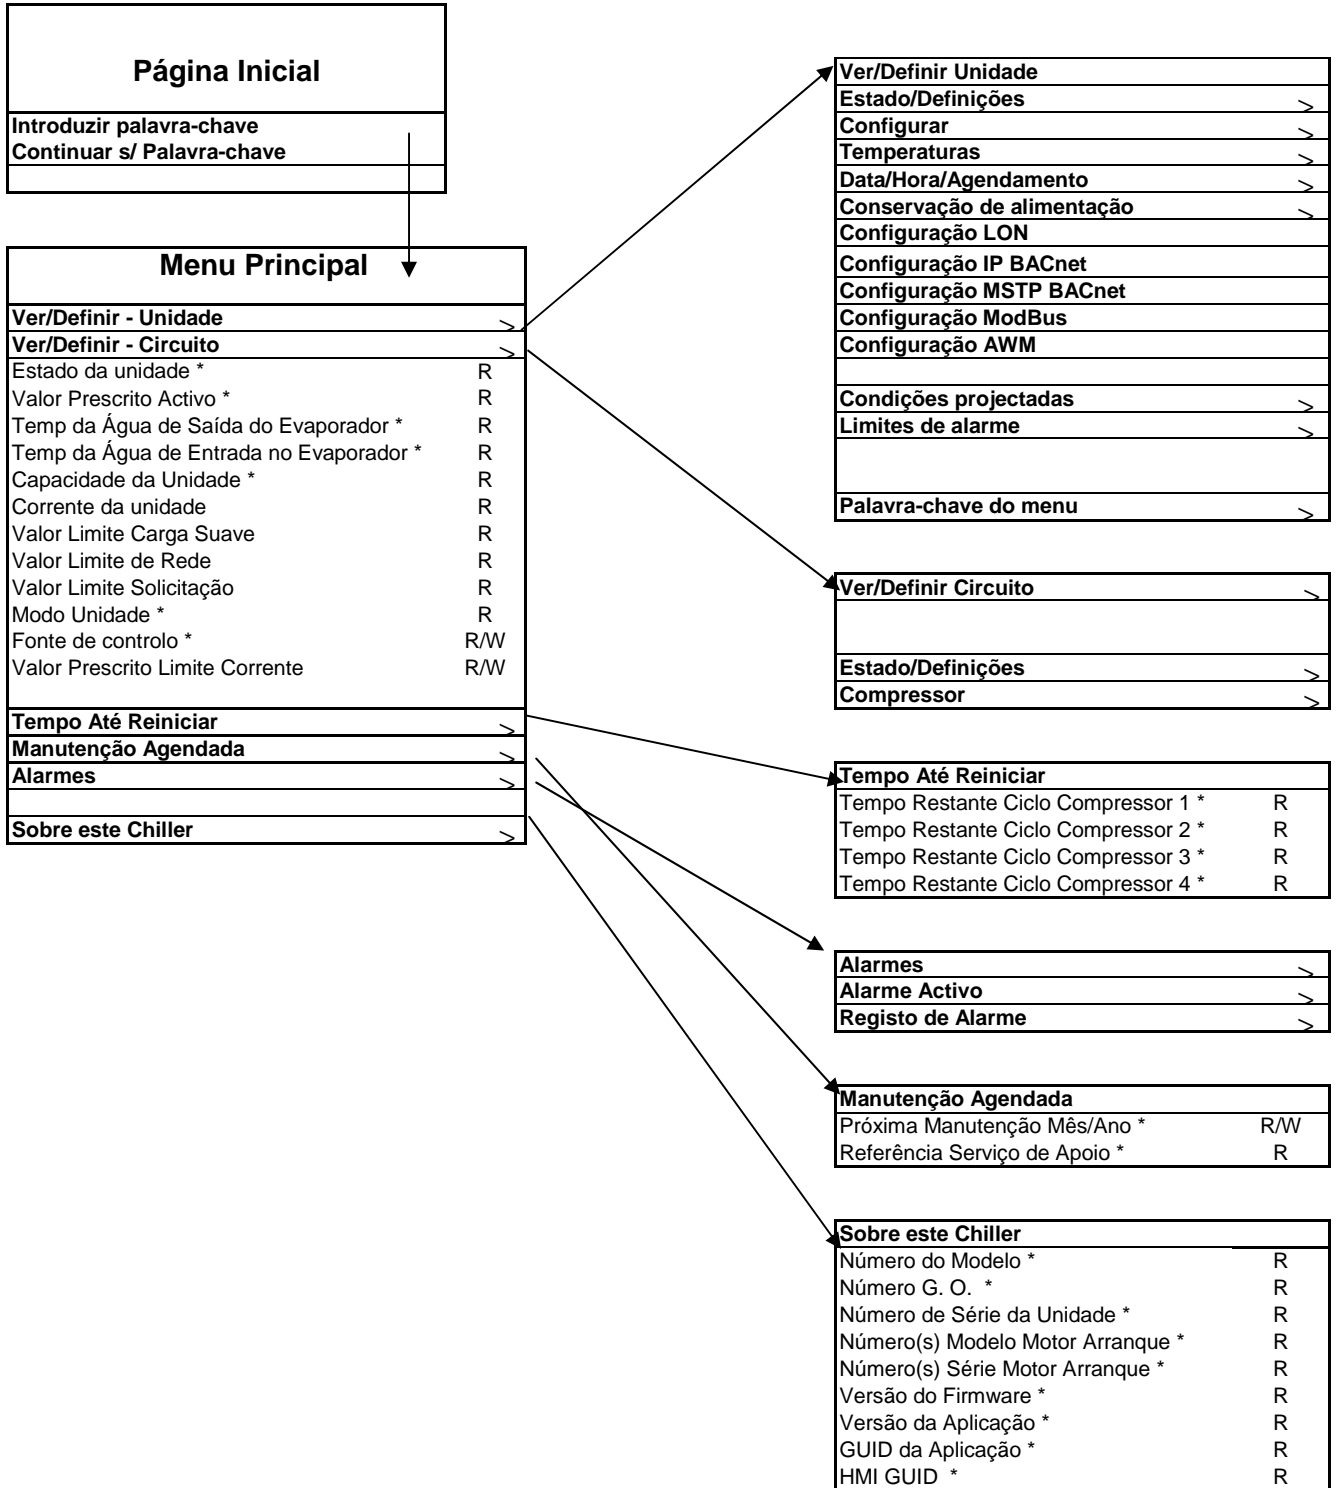 Página Inicial
Introduzir palavra-chave
Continuar s/ Palavra-chave
Menu Principal
Ver/Definir - Unidade >
Ver/Definir - Circuito >
Estado da unidade * R
Valor Prescrito Activo * R
Temp da Água de Saída do Evaporador * R
Temp da Água de Entrada no Evaporador * R
Capacidade da Unidade * R
Corrente da unidade R
Valor Limite Carga Suave R
Valor Limite de Rede R
Valor Limite Solicitação R
Modo Unidade * R
Fonte de controlo * R/W
Valor Prescrito Limite Corrente R/W
Tempo Até Reiniciar >
Manutenção Agendada >
Alarmes >
Sobre este Chiller >
Ver/Definir Unidade
Estado/Definições >
Configurar >
Temperaturas >
Data/Hora/Agendamento >
Conservação de alimentação >
Configuração LON
Configuração IP BACnet
Configuração MSTP BACnet
Configuração ModBus
Configuração AWM
Condições projectadas >
Limites de alarme >
Palavra-chave do menu >
Ver/Definir Circuito >
Estado/Definições >
Compressor >
Tempo Até Reiniciar
Tempo Restante Ciclo Compressor 1 * R
Tempo Restante Ciclo Compressor 2 * R
Tempo Restante Ciclo Compressor 3 * R
Tempo Restante Ciclo Compressor 4 * R
Alarmes >
Alarme Activo >
Registo de Alarme >
Manutenção Agendada
Próxima Manutenção Mês/Ano * R/W
Referência Serviço de Apoio * R
Sobre este Chiller
Número do Modelo * R
Número G. O. * R
Número de Série da Unidade * R
Número(s) Modelo Motor Arranque * R
Número(s) Série Motor Arranque * R
Versão do Firmware * R
Versão da Aplicação * R
GUID da Aplicação * R
HMI GUID * R